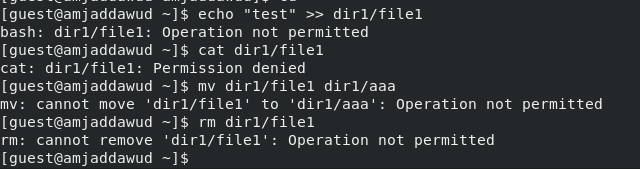 [guest@amjaddawud ~]$ echo "test" >> dir1/file1
bash: dir1/file1: Operation not permitted
[guest@amjaddawud ~]$ cat dir1/file1
cat: dir1/file1: Permission denied
[guest@amjaddawud ~]$ mv dir1/file1 dir1/aaa
mv: cannot move 'dir1/file1' to 'dir1/aaa': Operation not permitted
[guest@amjaddawud ~]$ rm dir1/file1
rm: cannot remove 'dir1/file1': Operation not permitted
[guest@amjaddawud ~]$